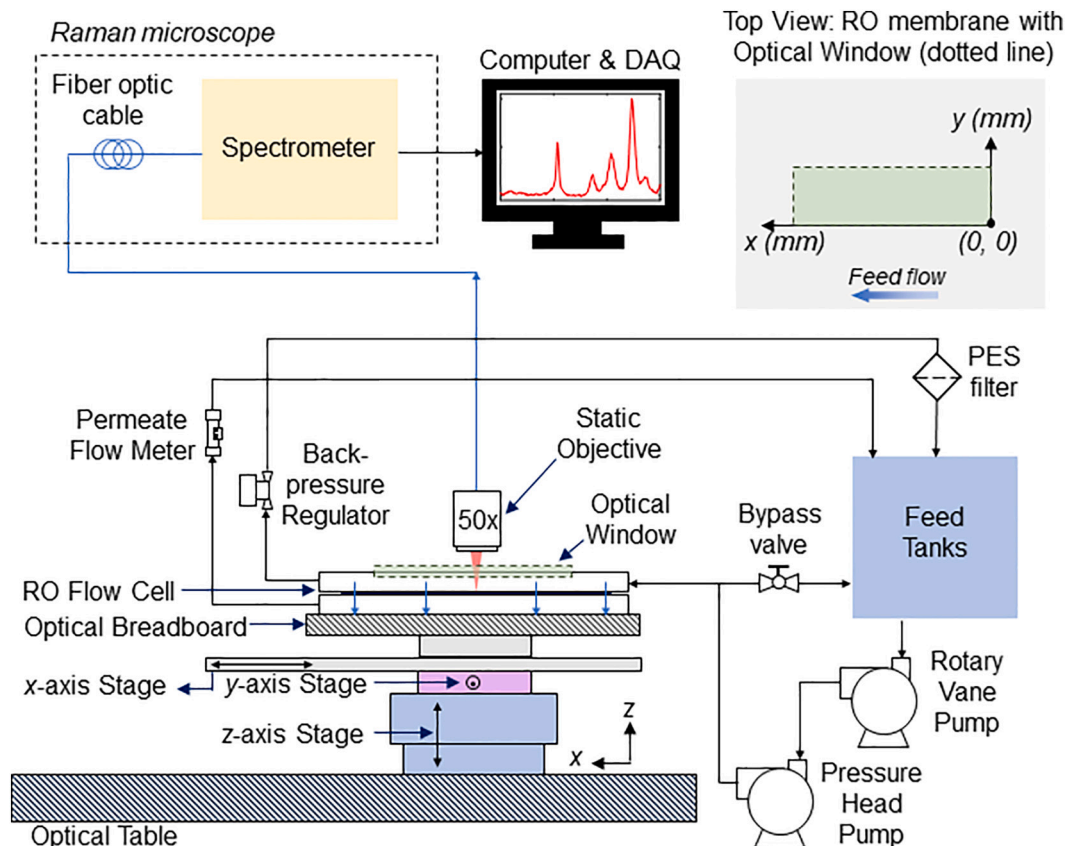 Raman microscope
Fiber optic
cable
Spectrometer
Computer & DAQ
Top View: RO membrane with
Optical Window (dotted line)
y (mm)
x (mm)
(0, 0)
Feed flow
PES
filter
Permeate
Flow Meter
Back-
pressure
Regulator
Static
Objective
50x
Optical
Window
Bypass
valve
Feed
Tanks
RO Flow Cell
Optical Breadboard
x-axis Stage
y-axis Stage
z-axis Stage
z
x
Rotary
Vane
Pump
Pressure
Head
Pump
Optical Table